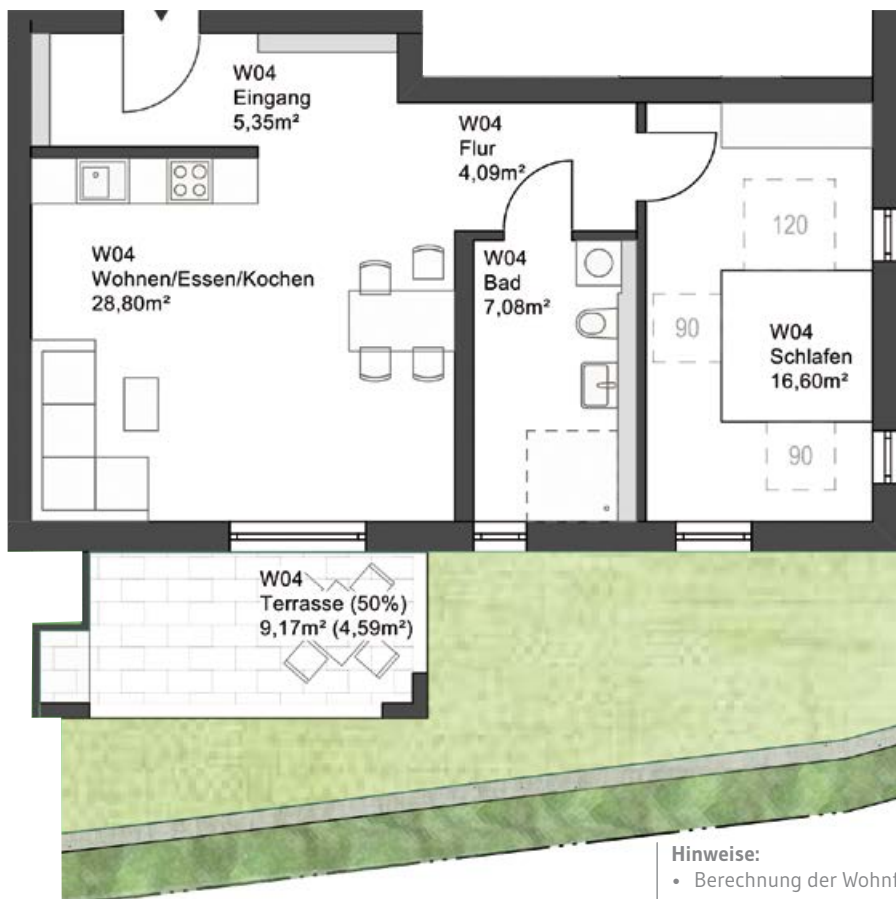 W04
Eingang
5,35m²
W04
Flur
4,09m²
W04
Wohnen/Essen/Kochen
28,80m²
W04
Bad
7,08m²
120
90
W04
Schlafen
16,60m²
90
W04
Terrasse (50%)
9,17m² (4,59m²)
Hinweise:
• Berechnung der